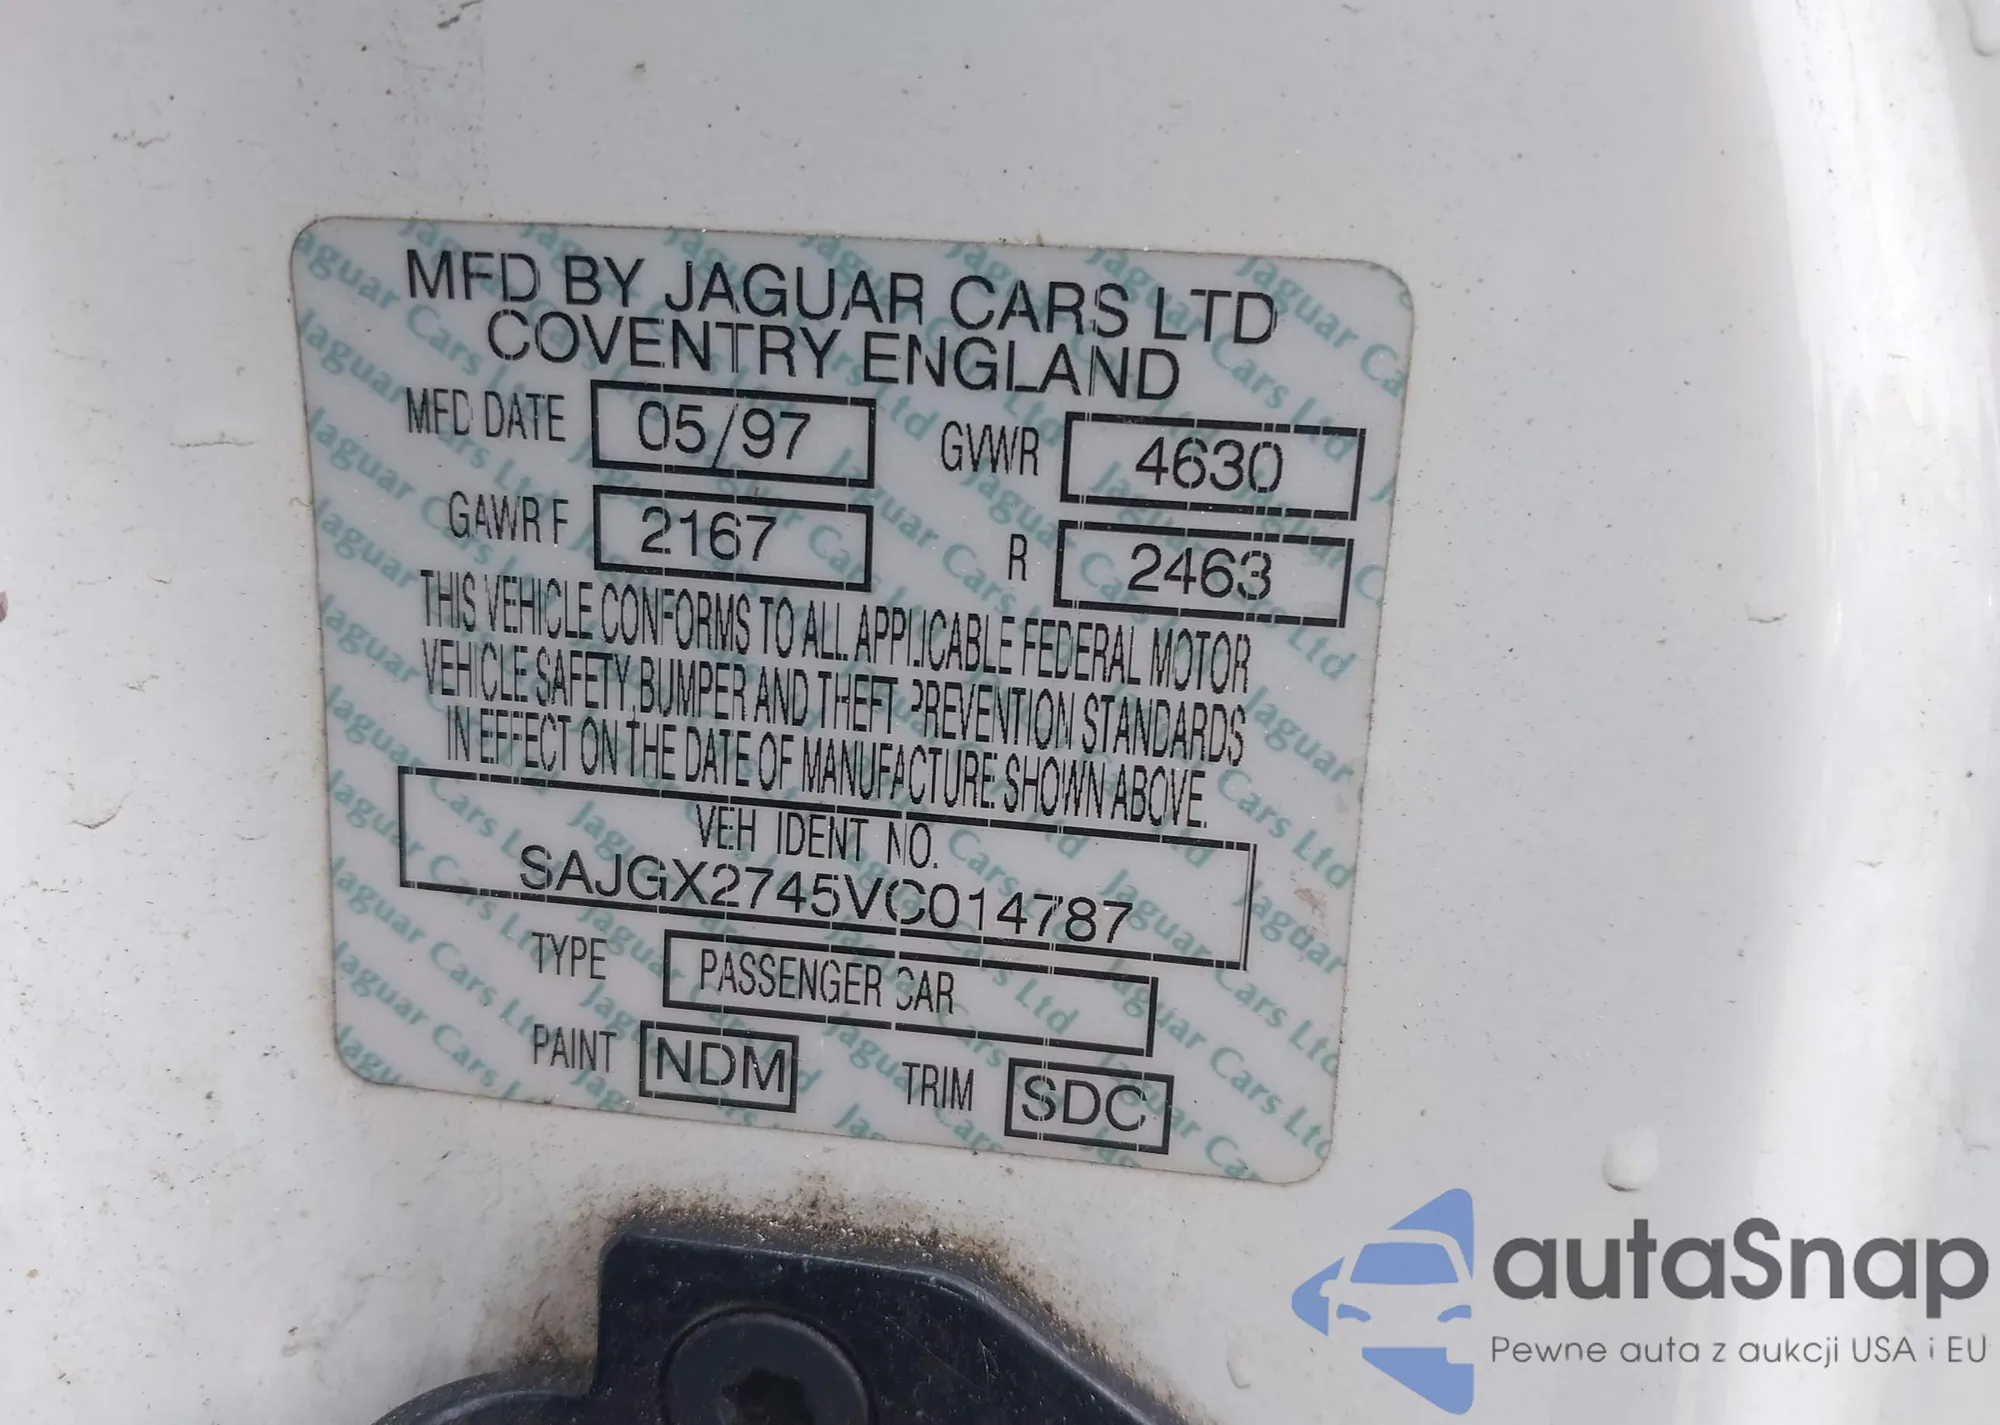 MFD BY JAGUAR CARS LTD
COVENTRY ENGLAND
MFD DATE 05/97 GVWR 4630
GAWR F 2167 R 2463
THIS VEHICLE CONFORMS TO ALL APPLICABLE FEDERAL MOTOR
VEHICLE SAFETY, BUMPER AND THEFT PREVENTION STANDARDS
IN EFFECT ON THE DATE OF MANUFACTURE SHOWN ABOVE.
VEH IDENT NO.
SAJGX2745VC014787
TYPE PASSENGER CAR
PAINT NDM TRIM SDC
autaSnap
Pewne auta z aukcji USA i EU